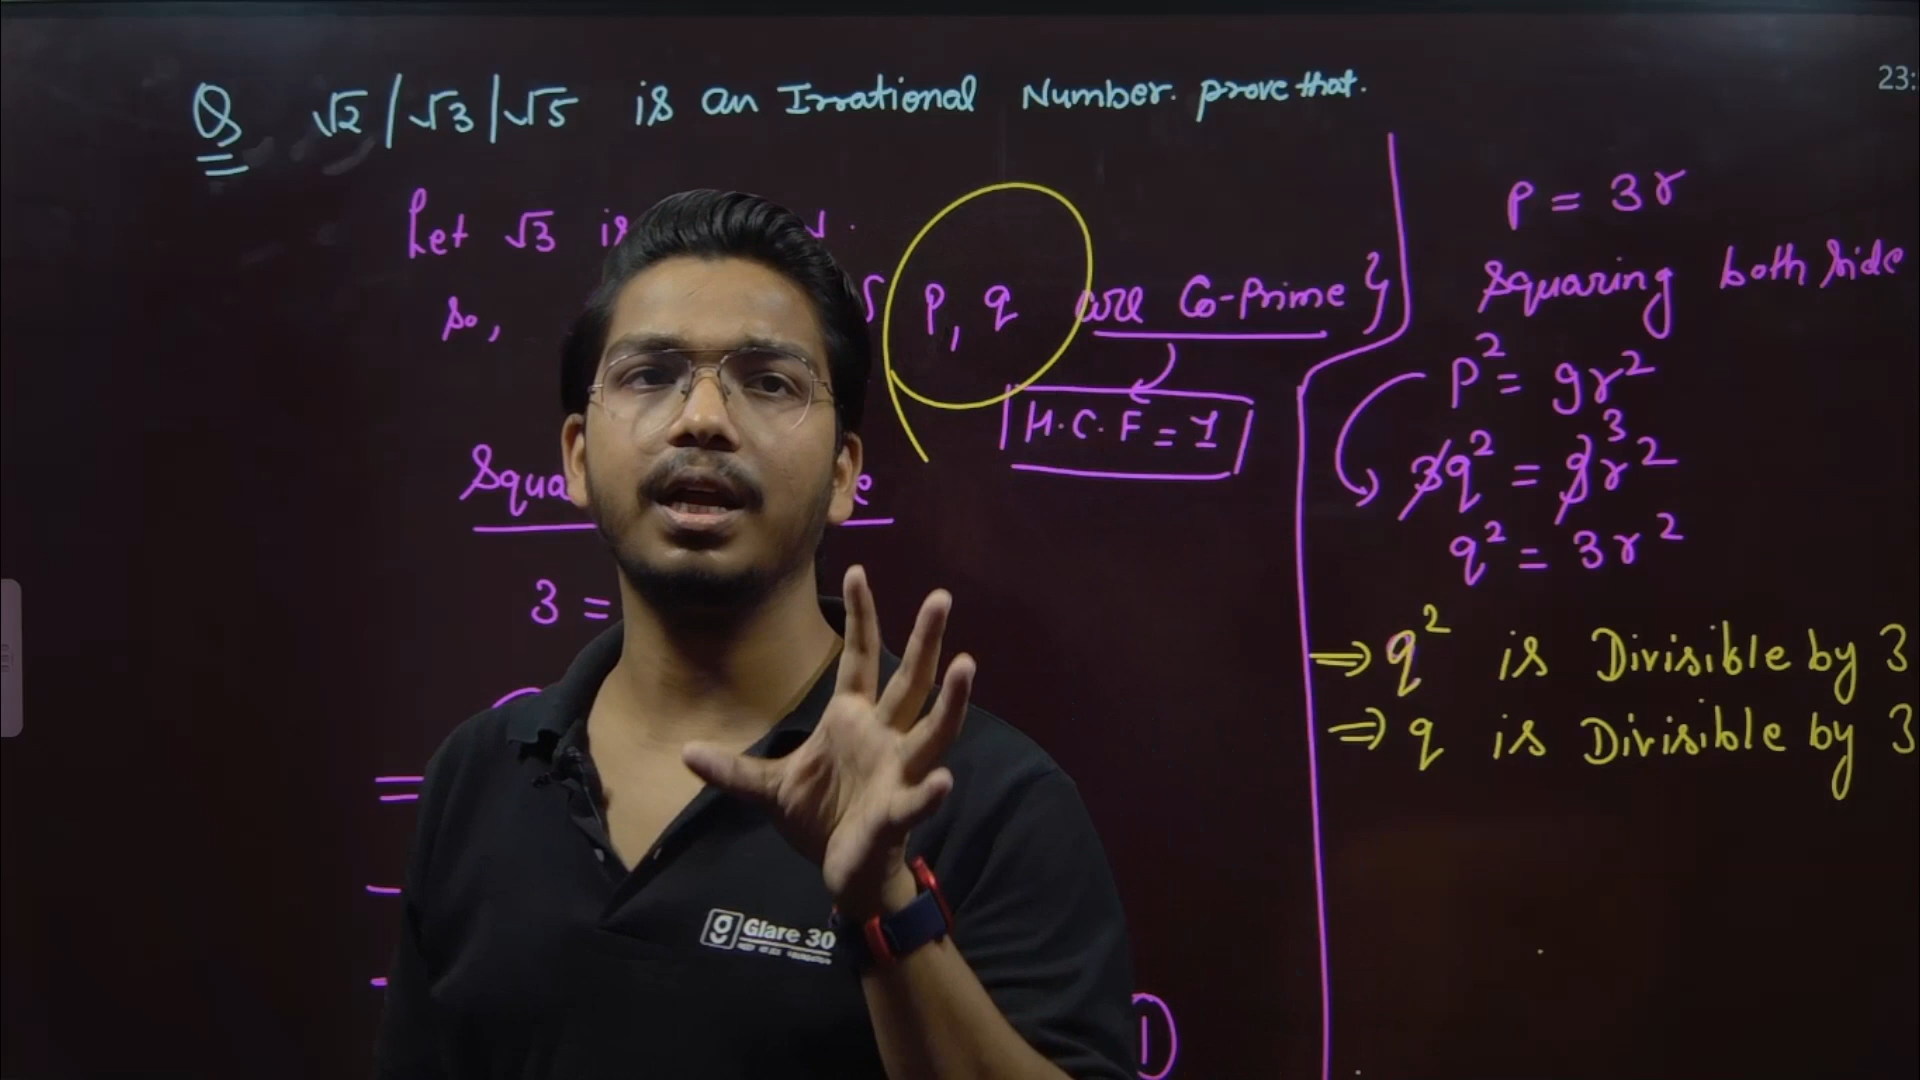 Q √2/√3/√5 is an Irrational Number. prove that.
23:
Let √3 is
so, p, q are Co-Prime }
H.C.F = 1
Squa e
3 =
1
P = 3r
Squaring both side
P² = 9r²
3q² = 9r² 3
q² = 3r²
⇒ q² is Divisible by 3
⇒ q is Divisible by 3
g Glare 30